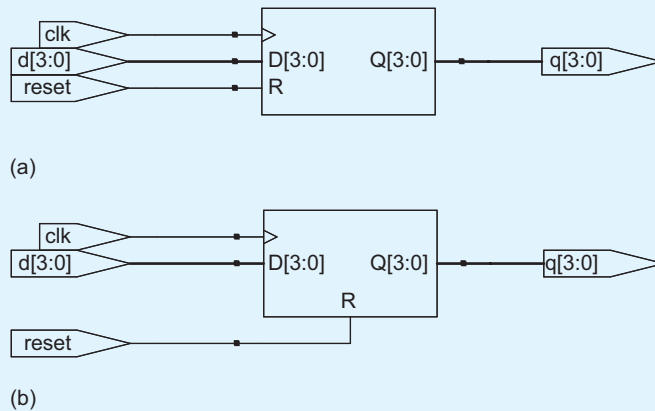 clk
d[3:0] D[3:0] Q[3:0] q[3:0]
reset R
(a)
clk
d[3:0] D[3:0] Q[3:0] q[3:0]
R
reset
(b)